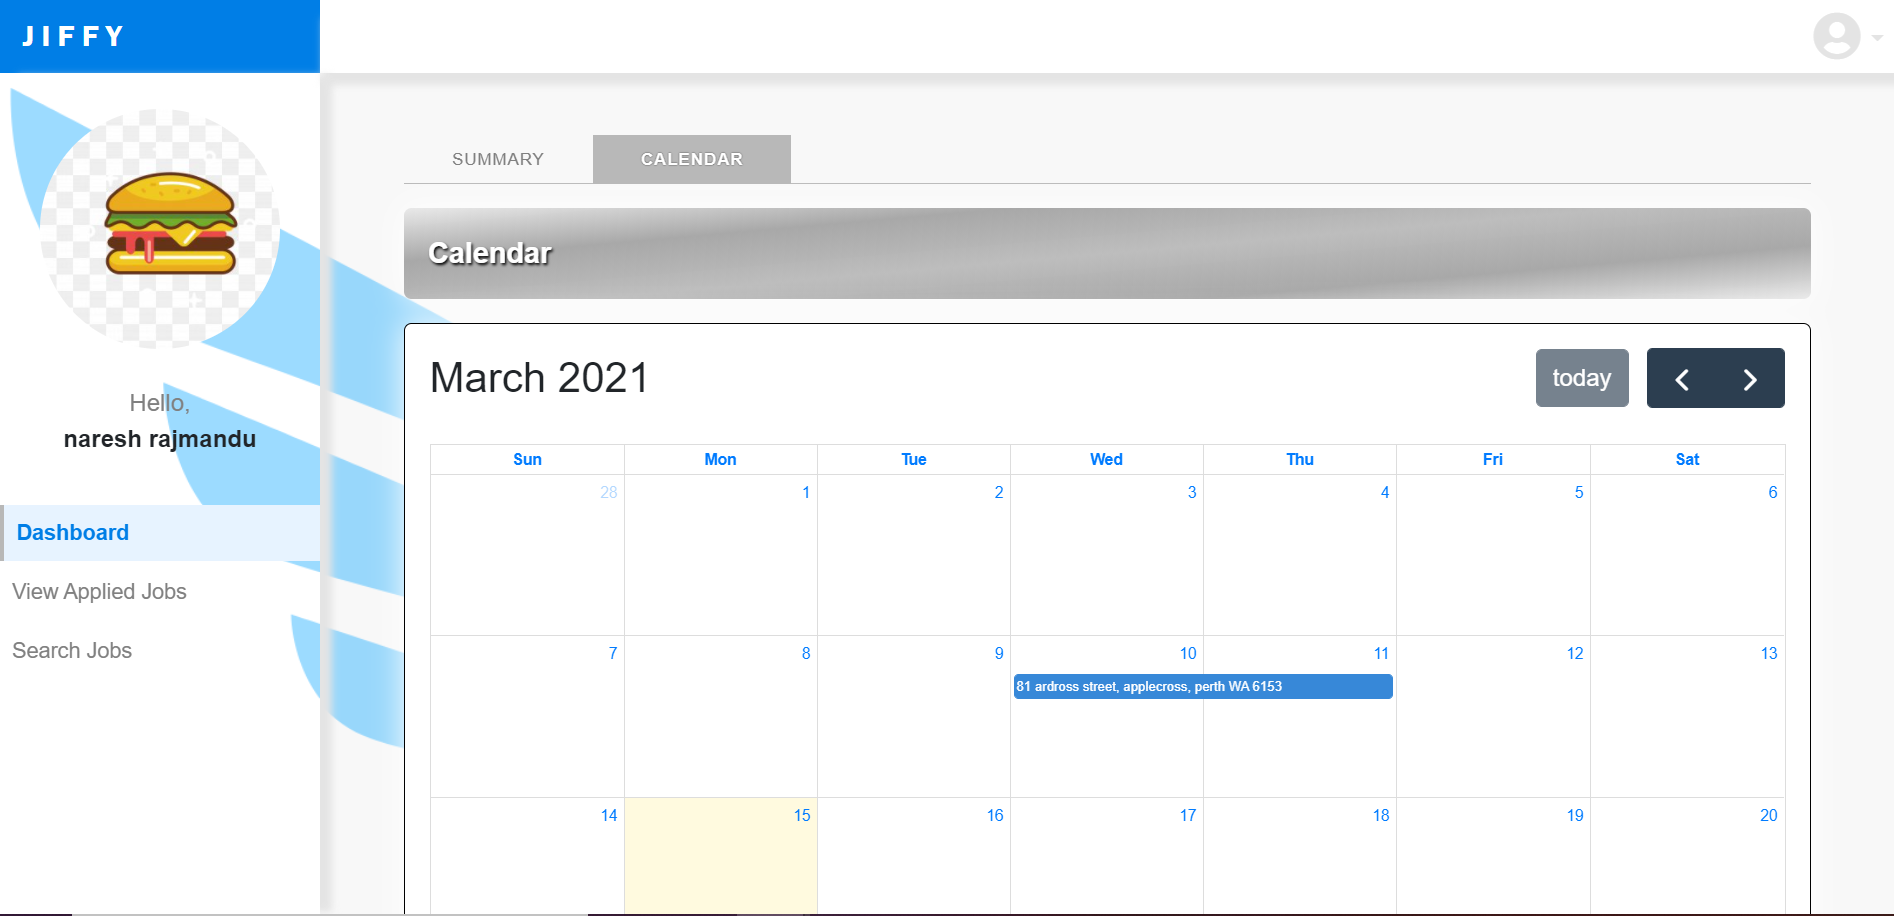 JIFFY
Hello,
naresh rajmandu
Dashboard
View Applied Jobs
Search Jobs
SUMMARY CALENDAR
Calendar
March 2021
today
Sun Mon Tue Wed Thu Fri Sat
28 1 2 3 4 5 6
7 8 9 10 11 12 13
81 ardross street, applecross, perth WA 6153
14 15 16 17 18 19 20